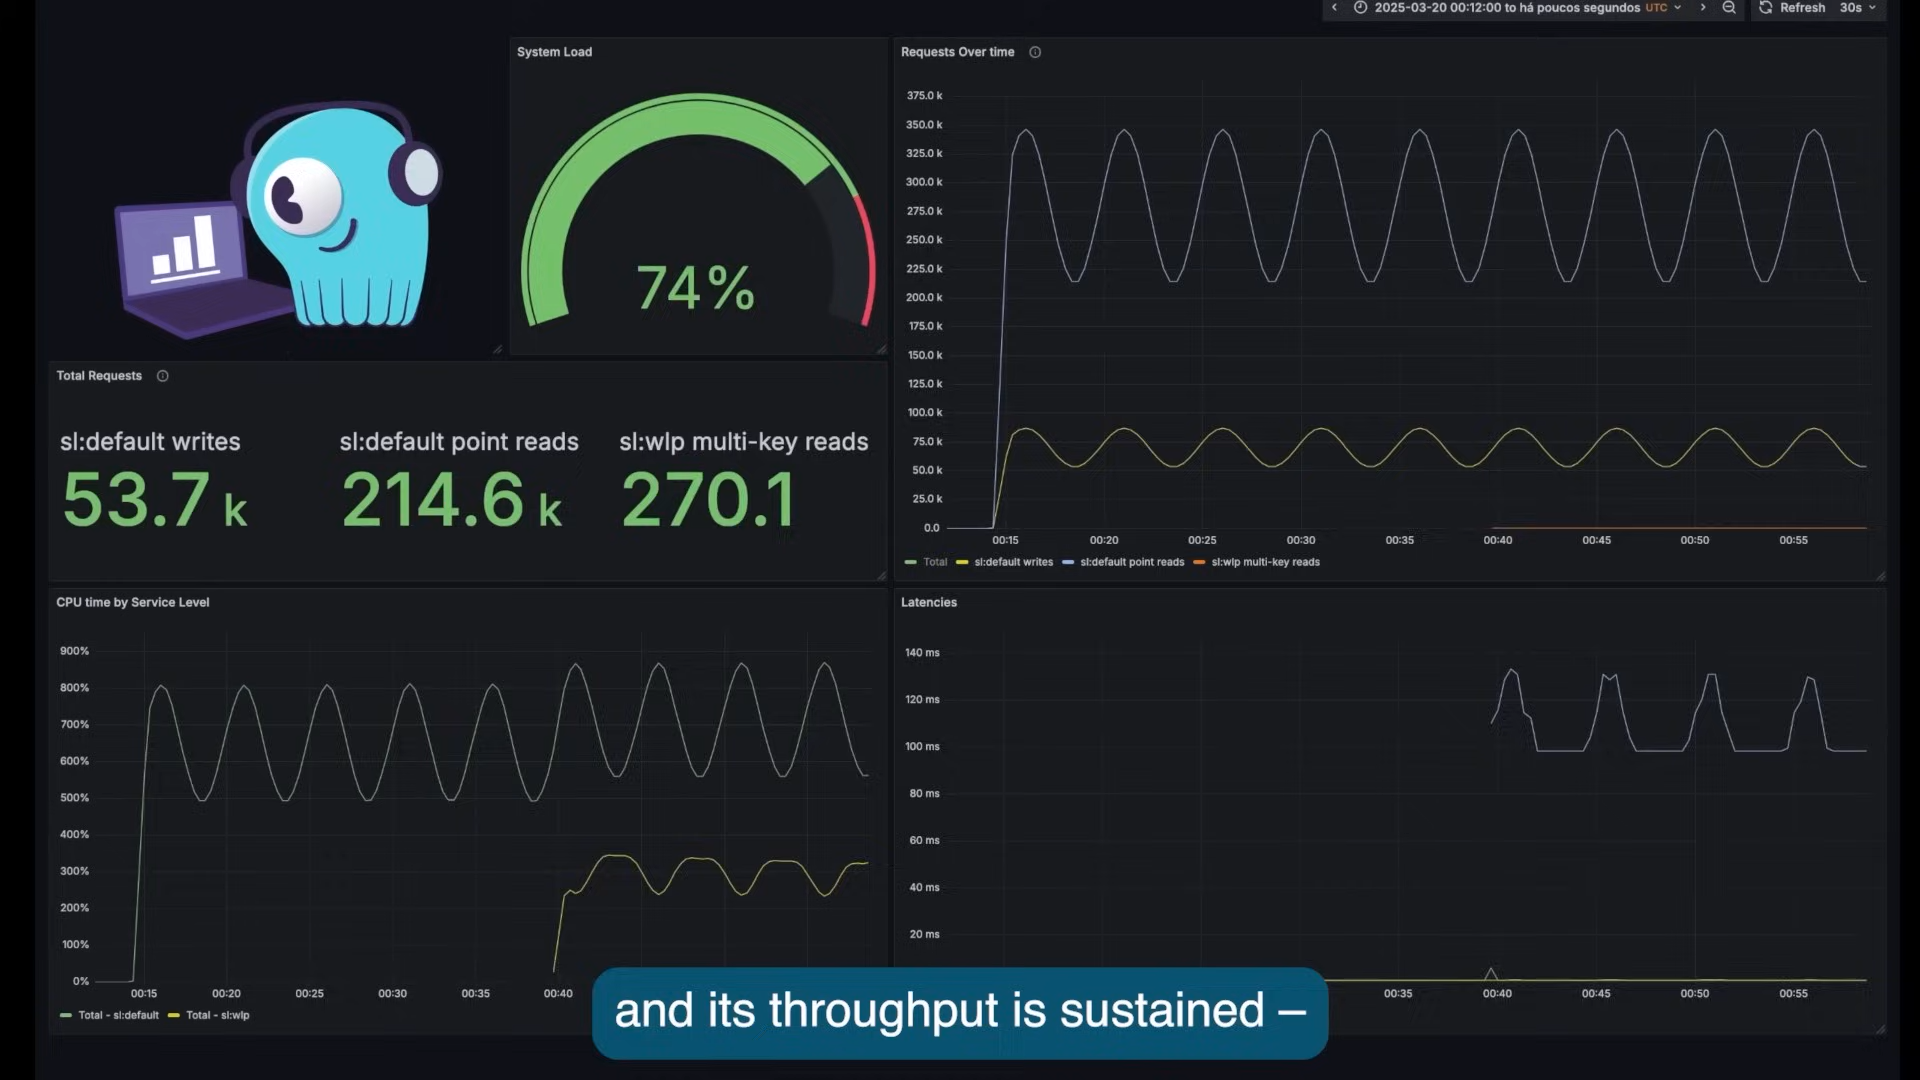 2025-03-20 00:12:00 to há poucos segundos UTC
Refresh 30s
System Load
74%
Requests Over time
375.0 k
350.0 k
325.0 k
300.0 k
275.0 k
250.0 k
225.0 k
200.0 k
175.0 k
150.0 k
125.0 k
100.0 k
75.0 k
50.0 k
25.0 k
0.0
00:15 00:20 00:25 00:30 00:35 00:40 00:45 00:50 00:55
Total sl:default writes sl:default point reads sl:wlp multi-key reads
Total Requests
sl:default writes sl:default point reads sl:wlp multi-key reads
53.7 k 214.6 k 270.1
CPU time by Service Level
900%
800%
700%
600%
500%
400%
300%
200%
100%
0%
00:15 00:20 00:25 00:30 00:35 00:40
Total - sl:default Total - sl:wlp
Latencies
140 ms
120 ms
100 ms
80 ms
60 ms
40 ms
20 ms
00:35 00:40 00:45 00:50 00:55
and its throughput is sustained –